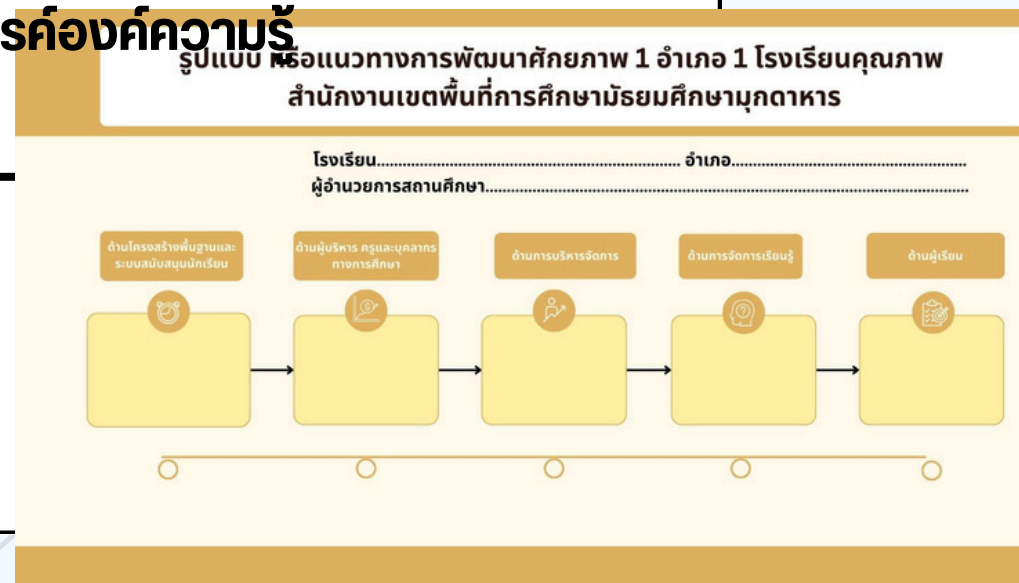 รค์องค์ความรู้
รูปแบบ หรือแนวทางการพัฒนาศักยภาพ 1 อำเภอ 1 โรงเรียนคุณภาพ
สำนักงานเขตพื้นที่การศึกษามัธยมศึกษามุกดาหาร
โรงเรียน.................................................................... อำเภอ.....................................................
ผู้อำนวยการสถานศึกษา.............................................................................................................
ด้านโครงสร้างพื้นฐานและ
ระบบสนับสนุนนักเรียน
ด้านผู้บริหาร ครูและบุคลากร
ทางการศึกษา
ด้านการบริหารจัดการ
ด้านการจัดการเรียนรู้
ด้านผู้เรียน